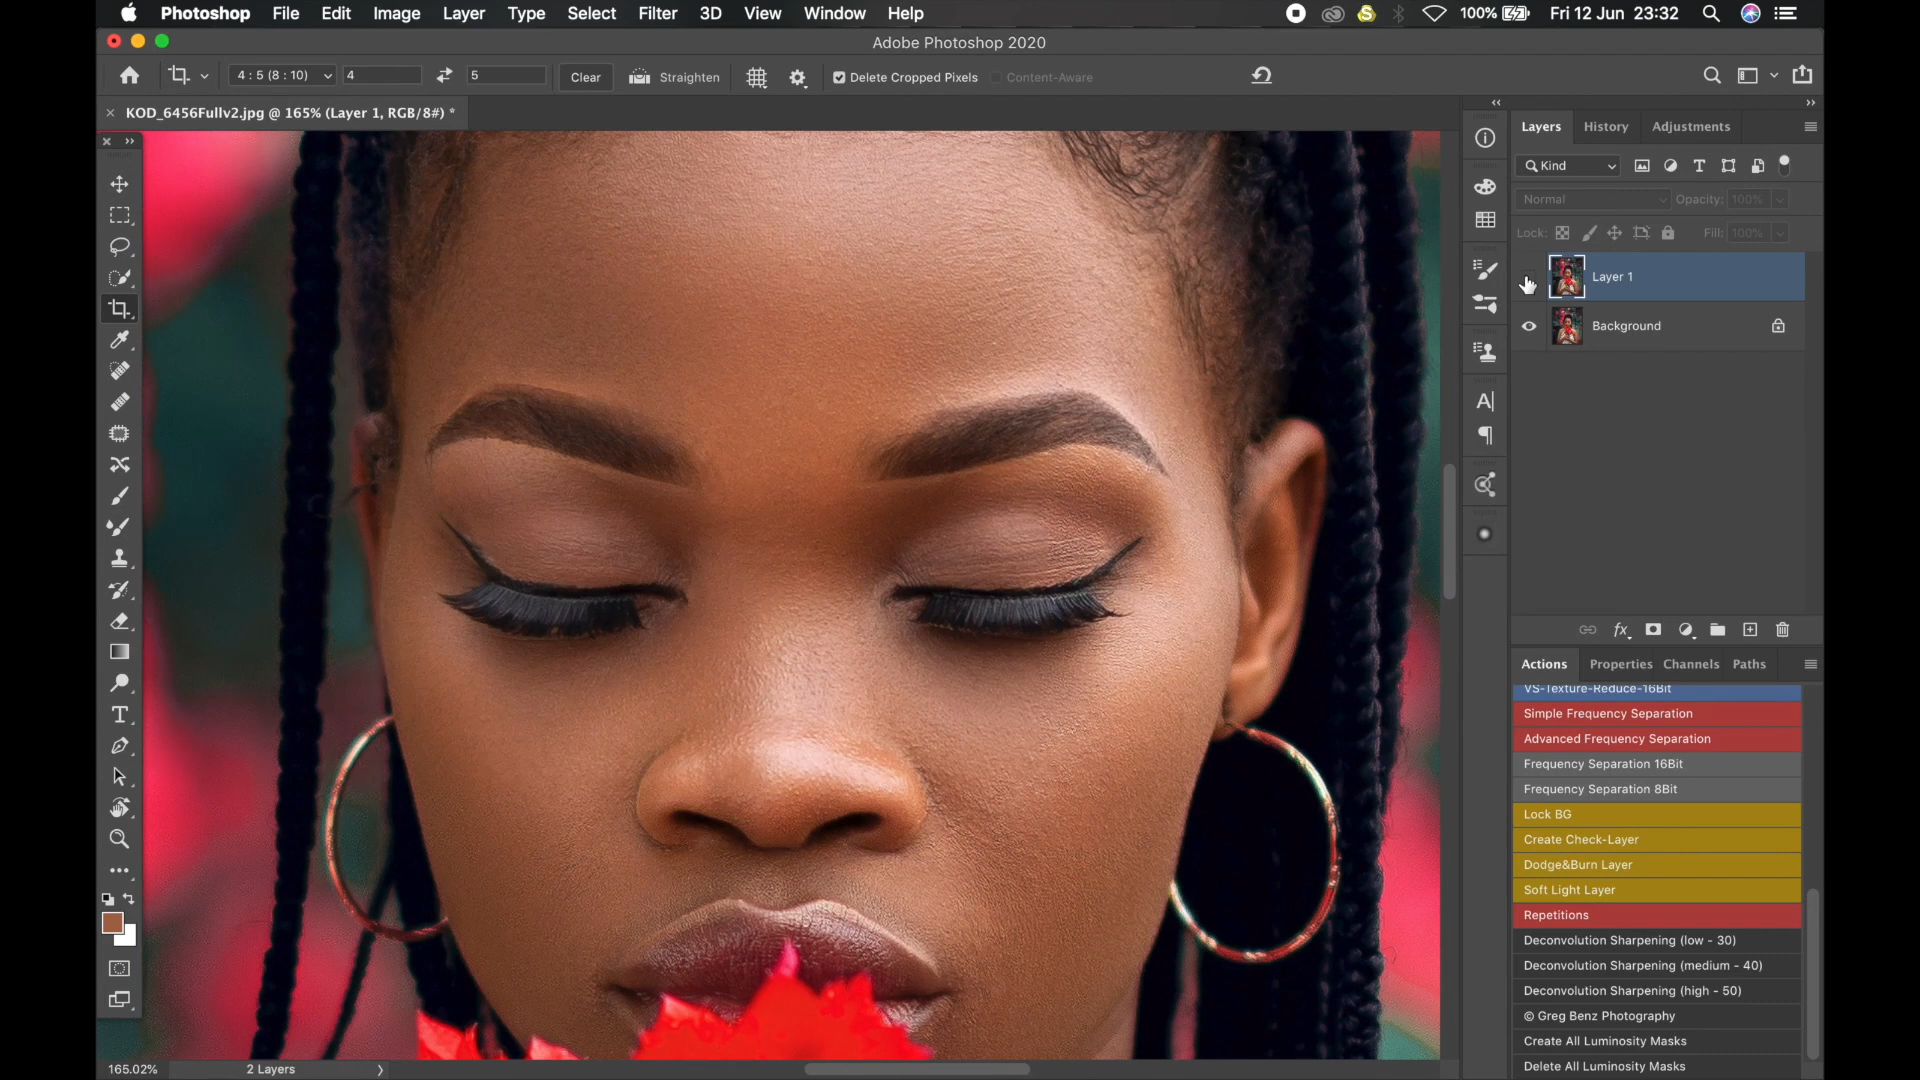 Photoshop File Edit Image Layer Type Select Filter 3D View Window Help 100% Fri 12 Jun 23:32
Adobe Photoshop 2020
4 : 5 (8 : 10) 4 5 Clear Straighten Delete Cropped Pixels Content-Aware
KOD_6456Fullv2.jpg @ 165% (Layer 1, RGB/8#) *
Layers History Adjustments
Kind
Normal Opacity: 100%
Lock: Fill: 100%
Layer 1
Background
Actions Properties Channels Paths
VS-Texture-Reduce-16Bit
Simple Frequency Separation
Advanced Frequency Separation
Frequency Separation 16Bit
Frequency Separation 8Bit
Lock BG
Create Check-Layer
Dodge&Burn Layer
Soft Light Layer
Repetitions
Deconvolution Sharpening (low - 30)
Deconvolution Sharpening (medium - 40)
Deconvolution Sharpening (high - 50)
© Greg Benz Photography
Create All Luminosity Masks
Delete All Luminosity Masks
165.02% 2 Layers